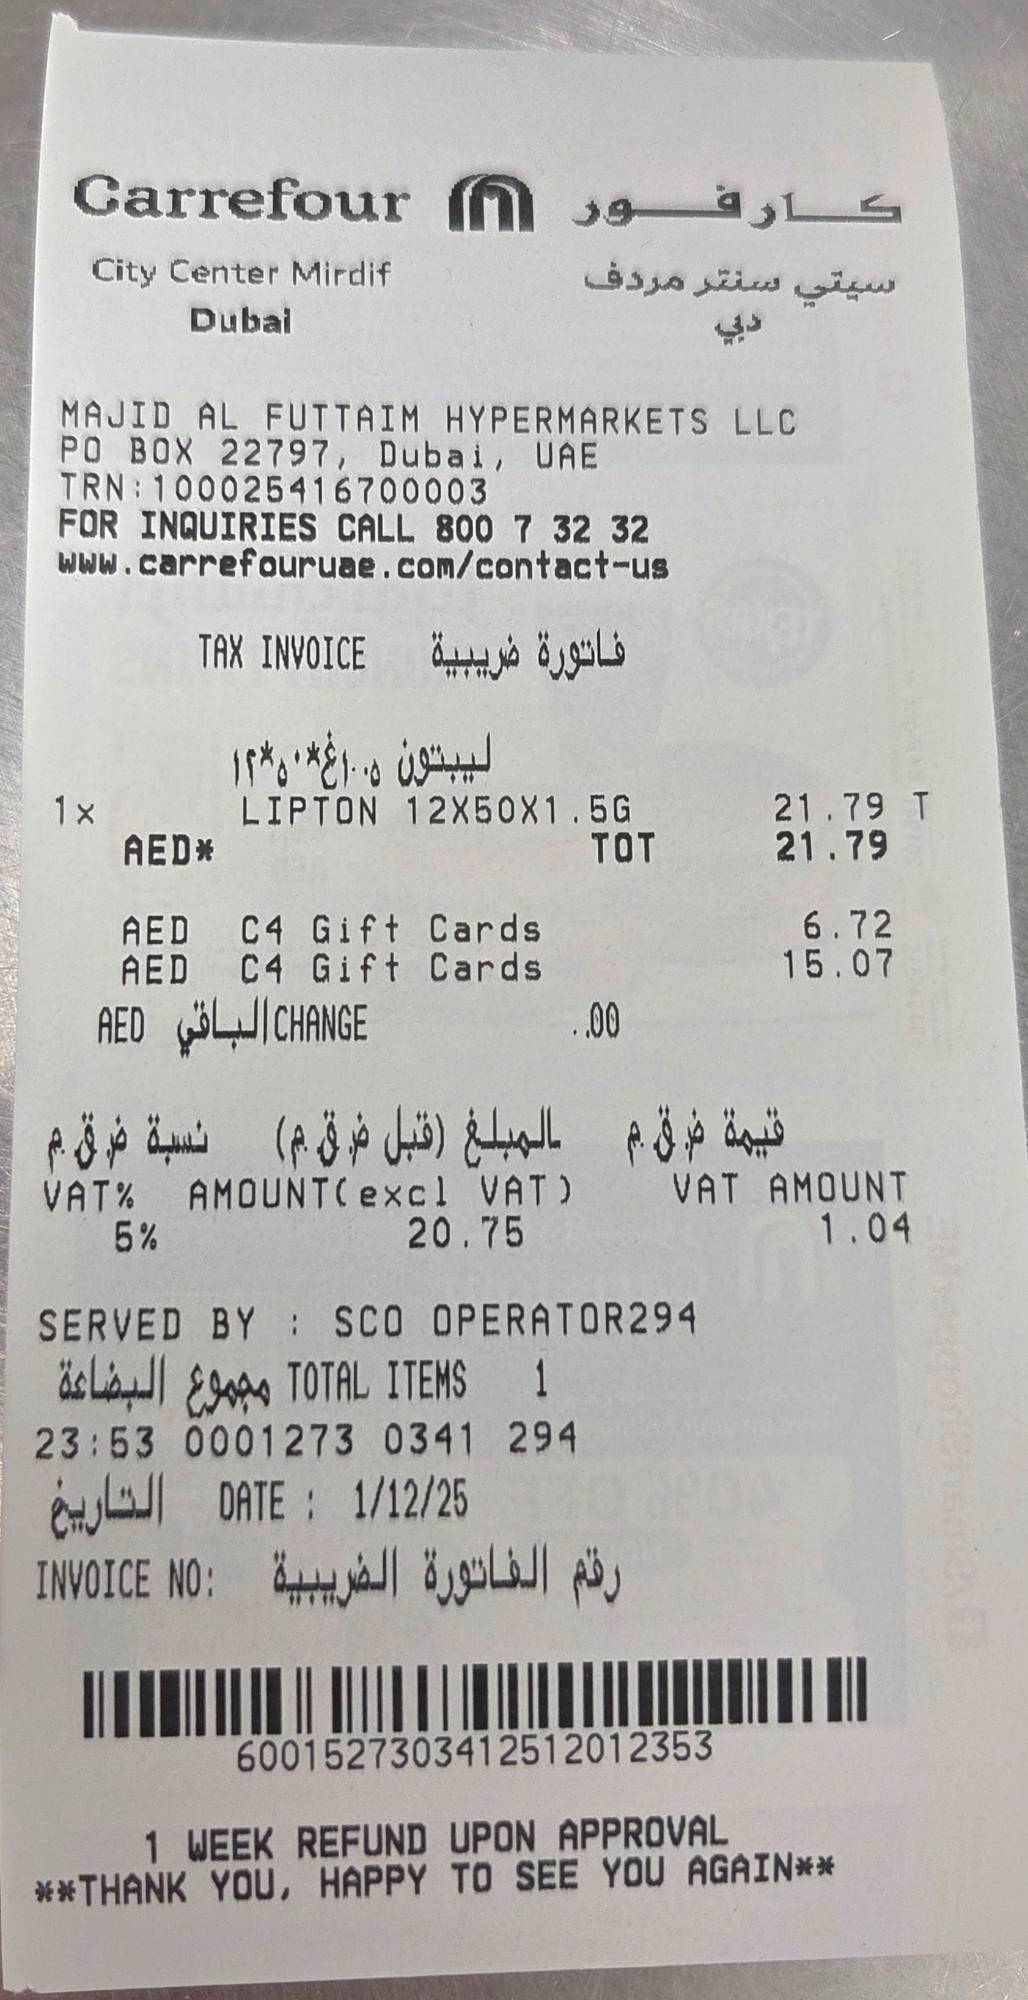 Carrefour كارفور
City Center Mirdif سيتي سنتر مردف
Dubai دبي
MAJID AL FUTTAIM HYPERMARKETS LLC
PO BOX 22797, Dubai, UAE
TRN:100025416700003
FOR INQUIRIES CALL 800 7 32 32
www.carrefouruae.com/contact-us
TAX INVOICE فاتورة ضريبية
ليبتون
1x LIPTON 12X50X1.5G 21.79 T
AED* TOT 21.79
AED C4 Gift Cards 6.72
AED C4 Gift Cards 15.07
AED الباقي CHANGE ..00
نسبة ض.ق.م المبلغ (قبل ض.ق.م) قيمة ض.ق.م
VAT% AMOUNT(excl VAT) VAT AMOUNT
5% 20.75 1.04
SERVED BY : SCO OPERATOR294
مجموع البضاعة TOTAL ITEMS 1
23:53 0001273 0341 294
التاريخ DATE : 1/12/25
INVOICE NO: رقم الفاتورة الضريبية
6001527303412512012353
1 WEEK REFUND UPON APPROVAL
**THANK YOU, HAPPY TO SEE YOU AGAIN**